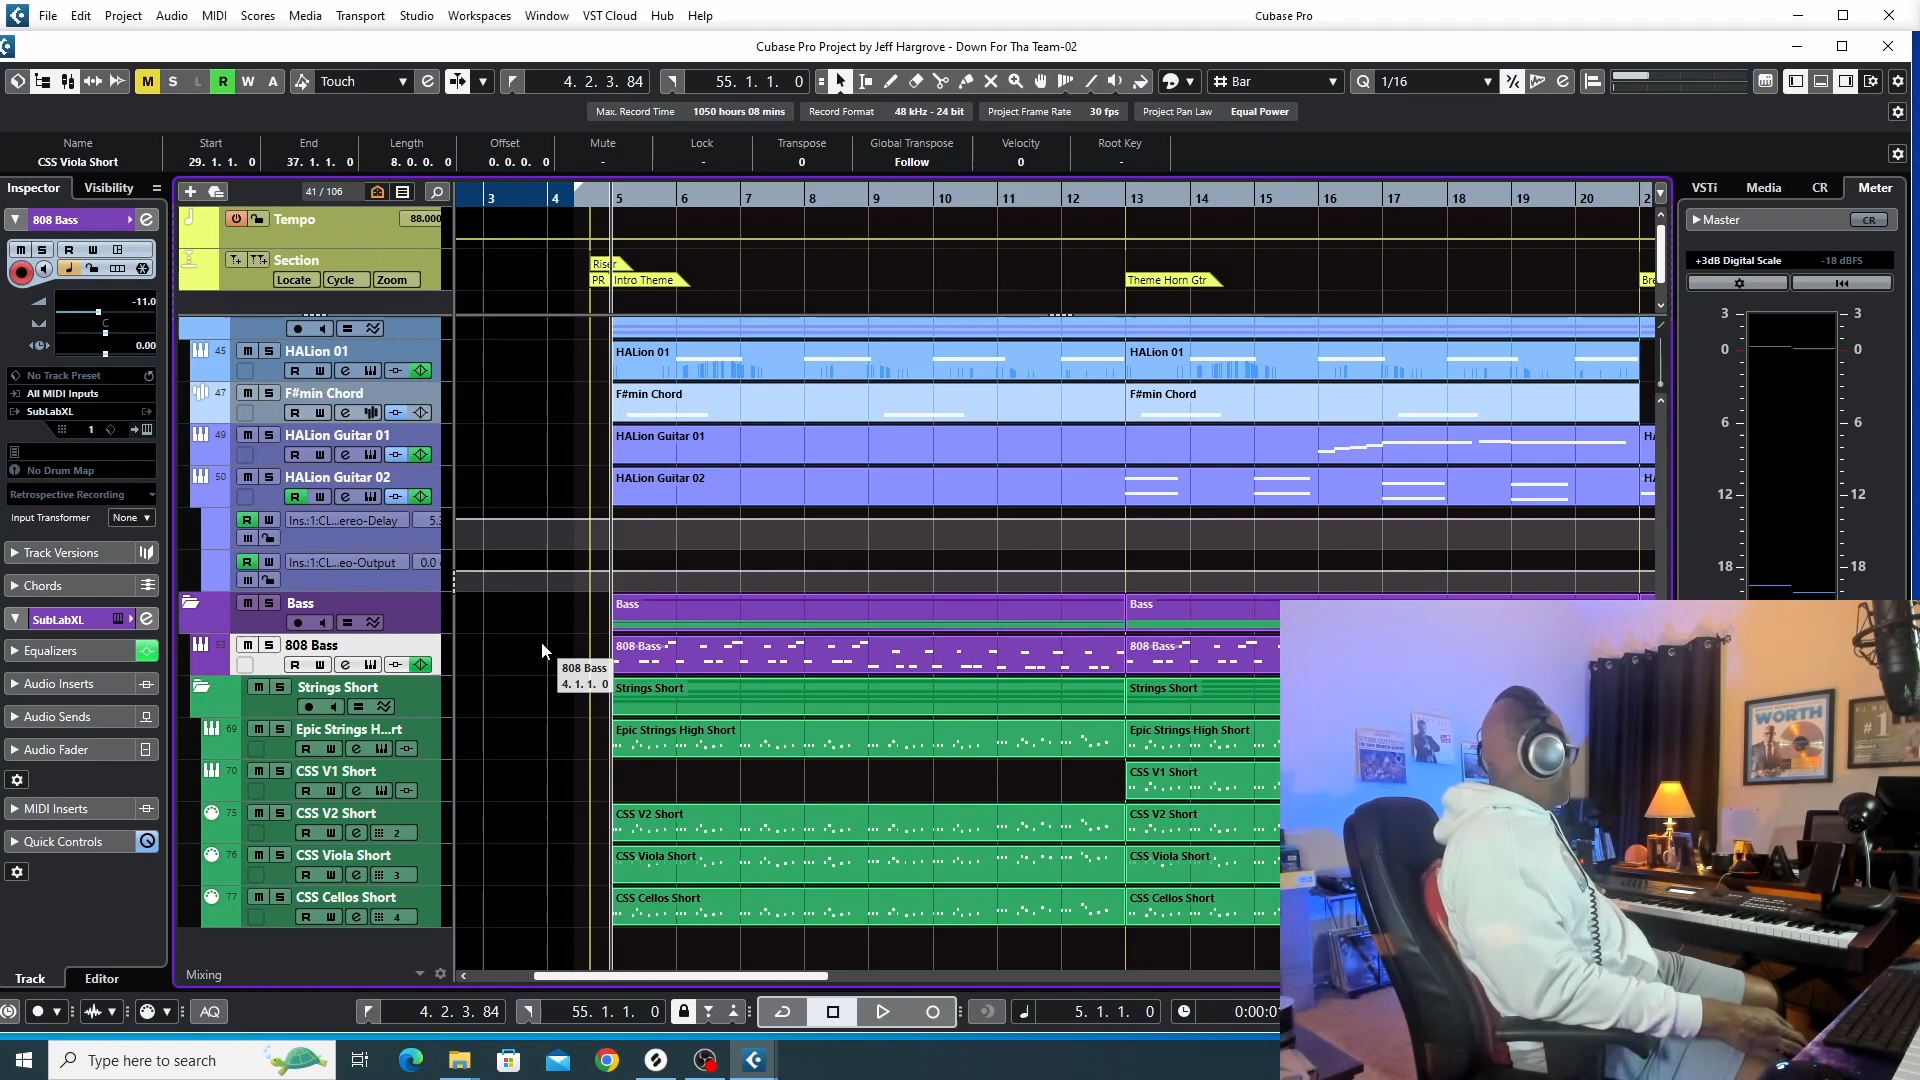 File Edit Project Audio MIDI Scores Media Transport Studio Workspaces Window VST Cloud Hub Help
Cubase Pro
Cubase Pro Project by Jeff Hargrove - Down For Tha Team-02
M S L R W A Touch 4. 2. 3. 84 55. 1. 1. 0 Bar Q 1/16
Max. Record Time 1050 hours 08 mins Record Format 48 kHz - 24 bit Project Frame Rate 30 fps Project Pan Law Equal Power
Name Start End Length Offset Mute Lock Transpose Global Transpose Velocity Root Key
CSS Viola Short 29. 1. 1. 0 37. 1. 1. 0 8. 0. 0. 0 0. 0. 0. 0 - - 0 Follow 0 -
Inspector Visibility
41 / 106
3 4 5 6 7 8 9 10 11 12 13 14 15 16 17 18 19 20 2
VSTi Media CR Meter
808 Bass
Tempo 88.000
Master CR
M S R W
Section
Locate Cycle Zoom
Riser
PR Intro Theme
Theme Horn Gtr
Bre
+3dB Digital Scale -18 dBFS
-11.0
C
0.00
3 3
0 0
6 6
12 12
18 18
No Track Preset
All MIDI Inputs
SubLabXL
1
No Drum Map
Retrospective Recording
Input Transformer None
Track Versions
Chords
SubLabXL
Equalizers
Audio Inserts
Audio Sends
Audio Fader
MIDI Inserts
Quick Controls
Track Editor
45 M S HALion 01
R W
HALion 01 HALion 01
47 M S F#min Chord
R W
F#min Chord F#min Chord
49 M S HALion Guitar 01
R W
HALion Guitar 01 HA
50 M S HALion Guitar 02
R W
HALion Guitar 02 HA
R W Ins.:1:CL...ereo-Delay 5.
R W Ins.:1:CL...eo-Output 0.0
M S Bass
Bass Bass
53 M S 808 Bass
R W
808 Bass 808 Bass
808 Bass
4. 1. 1. 0
M S Strings Short
Strings Short Strings Short
69 M S Epic Strings H...rt
R W
Epic Strings High Short Epic Strings High Short
70 M S CSS V1 Short
R W
CSS V1 Short
75 M S CSS V2 Short
R W 2
CSS V2 Short CSS V2 Short
76 M S CSS Viola Short
R W 3
CSS Viola Short CSS Viola Short
77 M S CSS Cellos Short
R W 4
CSS Cellos Short CSS Cellos Short
Mixing
AQ 4. 2. 3. 84 55. 1. 1. 0 5. 1. 1. 0
Type here to search
WORTH
#1